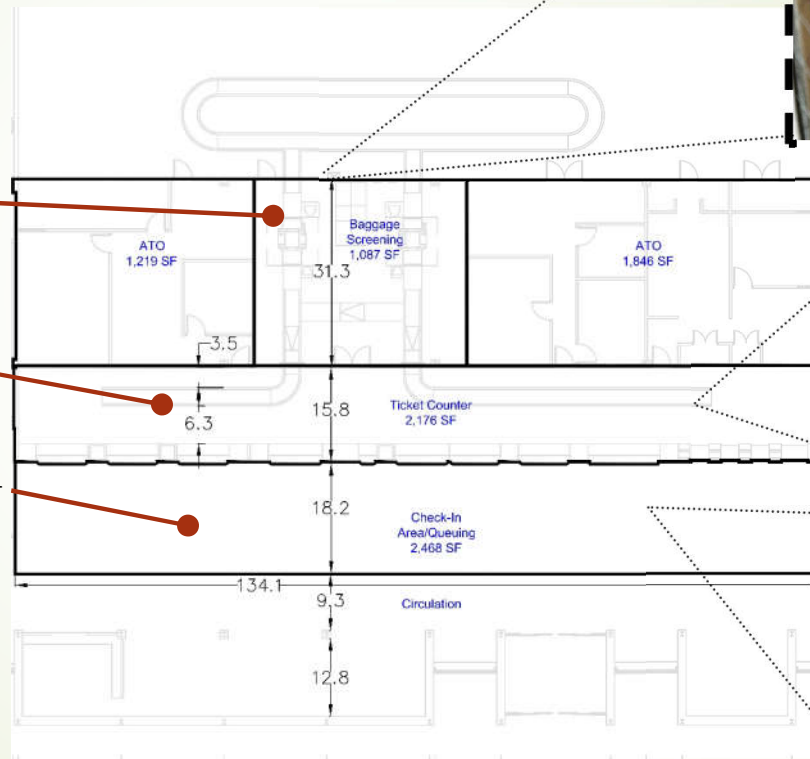 ATO
1,219 SF
Baggage
Screening
1,087 SF
ATO
1,846 SF
31.3
3.5
15.8
6.3
Ticket Counter
2,176 SF
18.2
Check-In
Area/Queuing
2,468 SF
134.1
9.3
Circulation
12.8